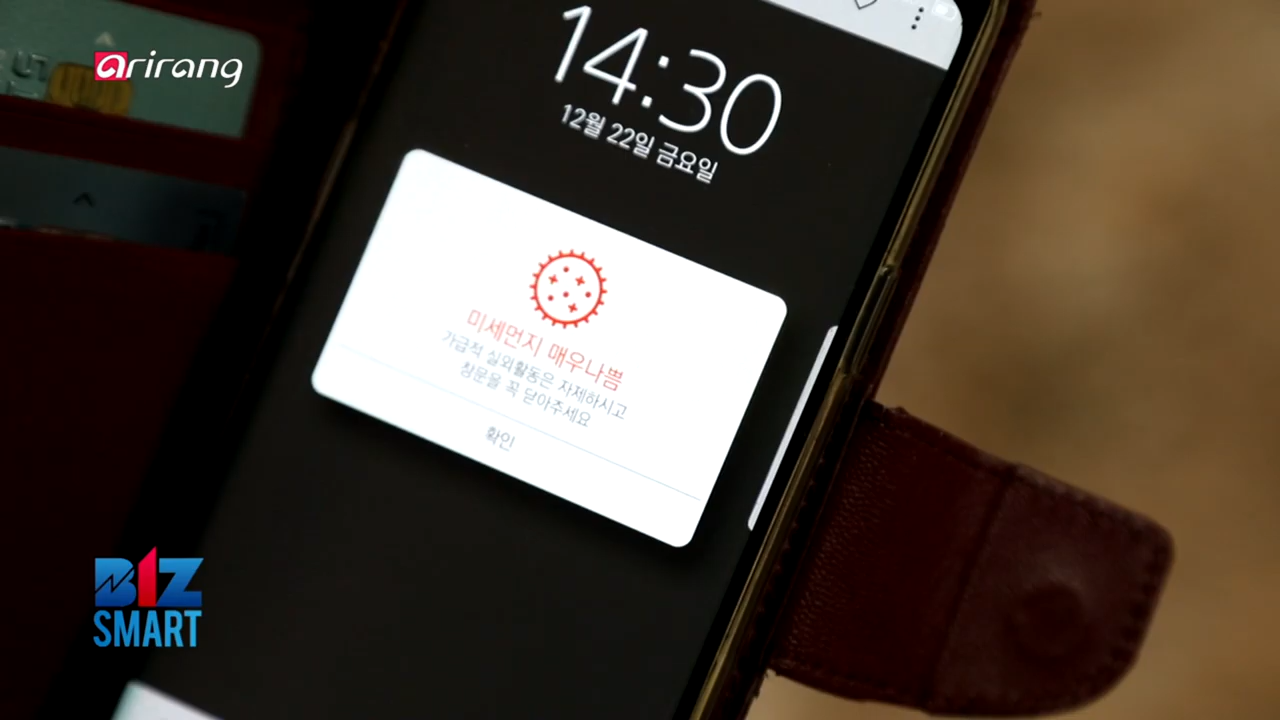 arirang
14:30
12월 22일 금요일
미세먼지 매우나쁨
가급적 실외활동은 자제하시고
창문을 꼭 닫아주세요
확인
BIZ
SMART